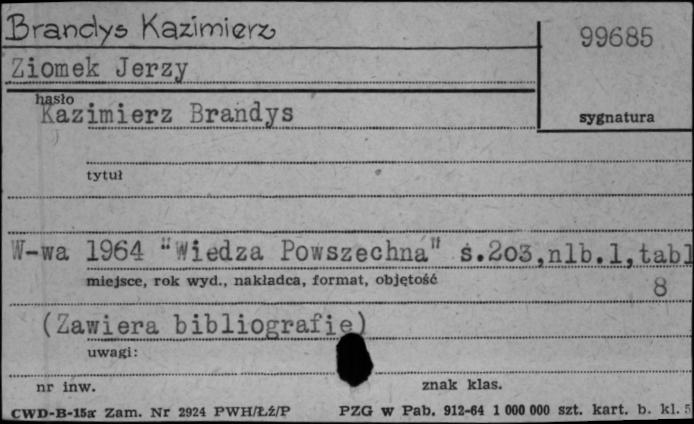 Brandys Kazimierz
99685
Ziomek Jerzy
hasło
Kazimierz Brandys
sygnatura
tytuł
W-wa 1964 "Wiedza Powszechna" s.203,nlb.1,tabl
miejsce, rok wyd., nakładca, format, objętość
8
(Zawiera bibliografię)
uwagi:
nr inw.
znak klas.
CWD-B-15a Zam. Nr 2924 PWH/Łź/P
PZG w Pab. 912-64 1 000 000 szt. kart. b. kl. 5